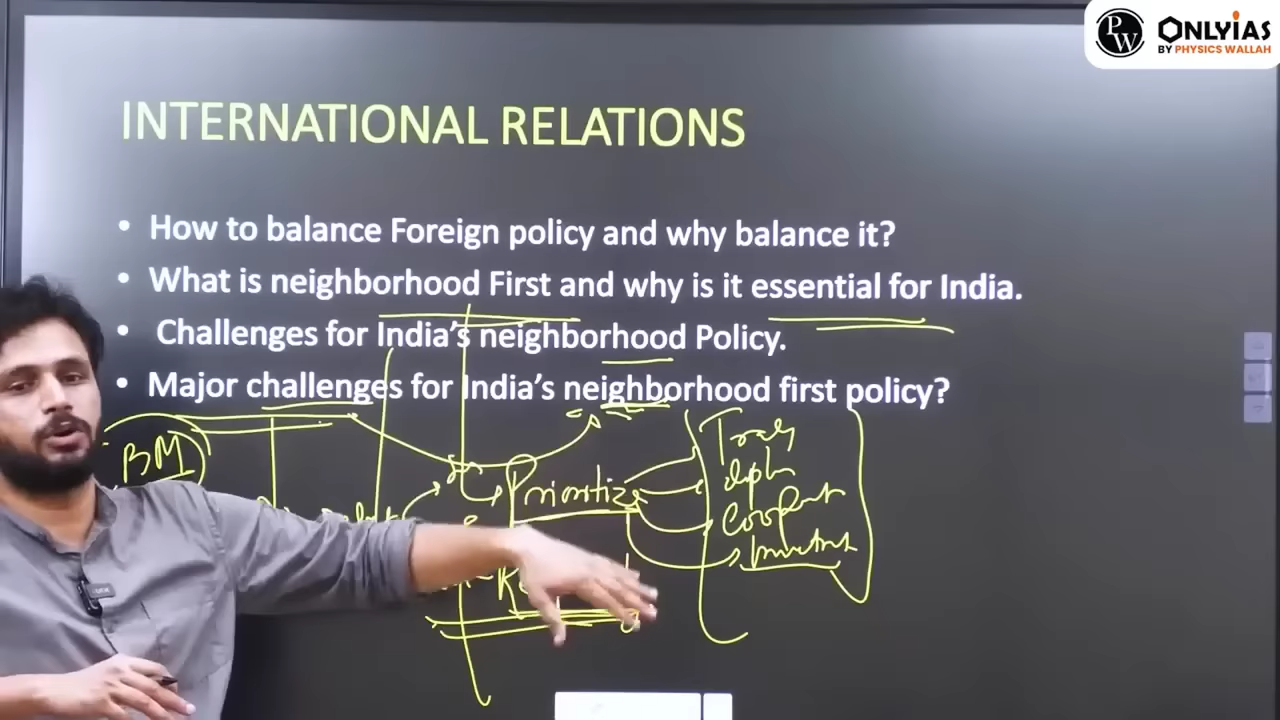 PW ONLYIAS
BY PHYSICS WALLAH
INTERNATIONAL RELATIONS
• How to balance Foreign policy and why balance it?
• What is neighborhood First and why is it essential for India.
• Challenges for India's neighborhood Policy.
• Major challenges for India's neighborhood first policy?
BM
Prioritize